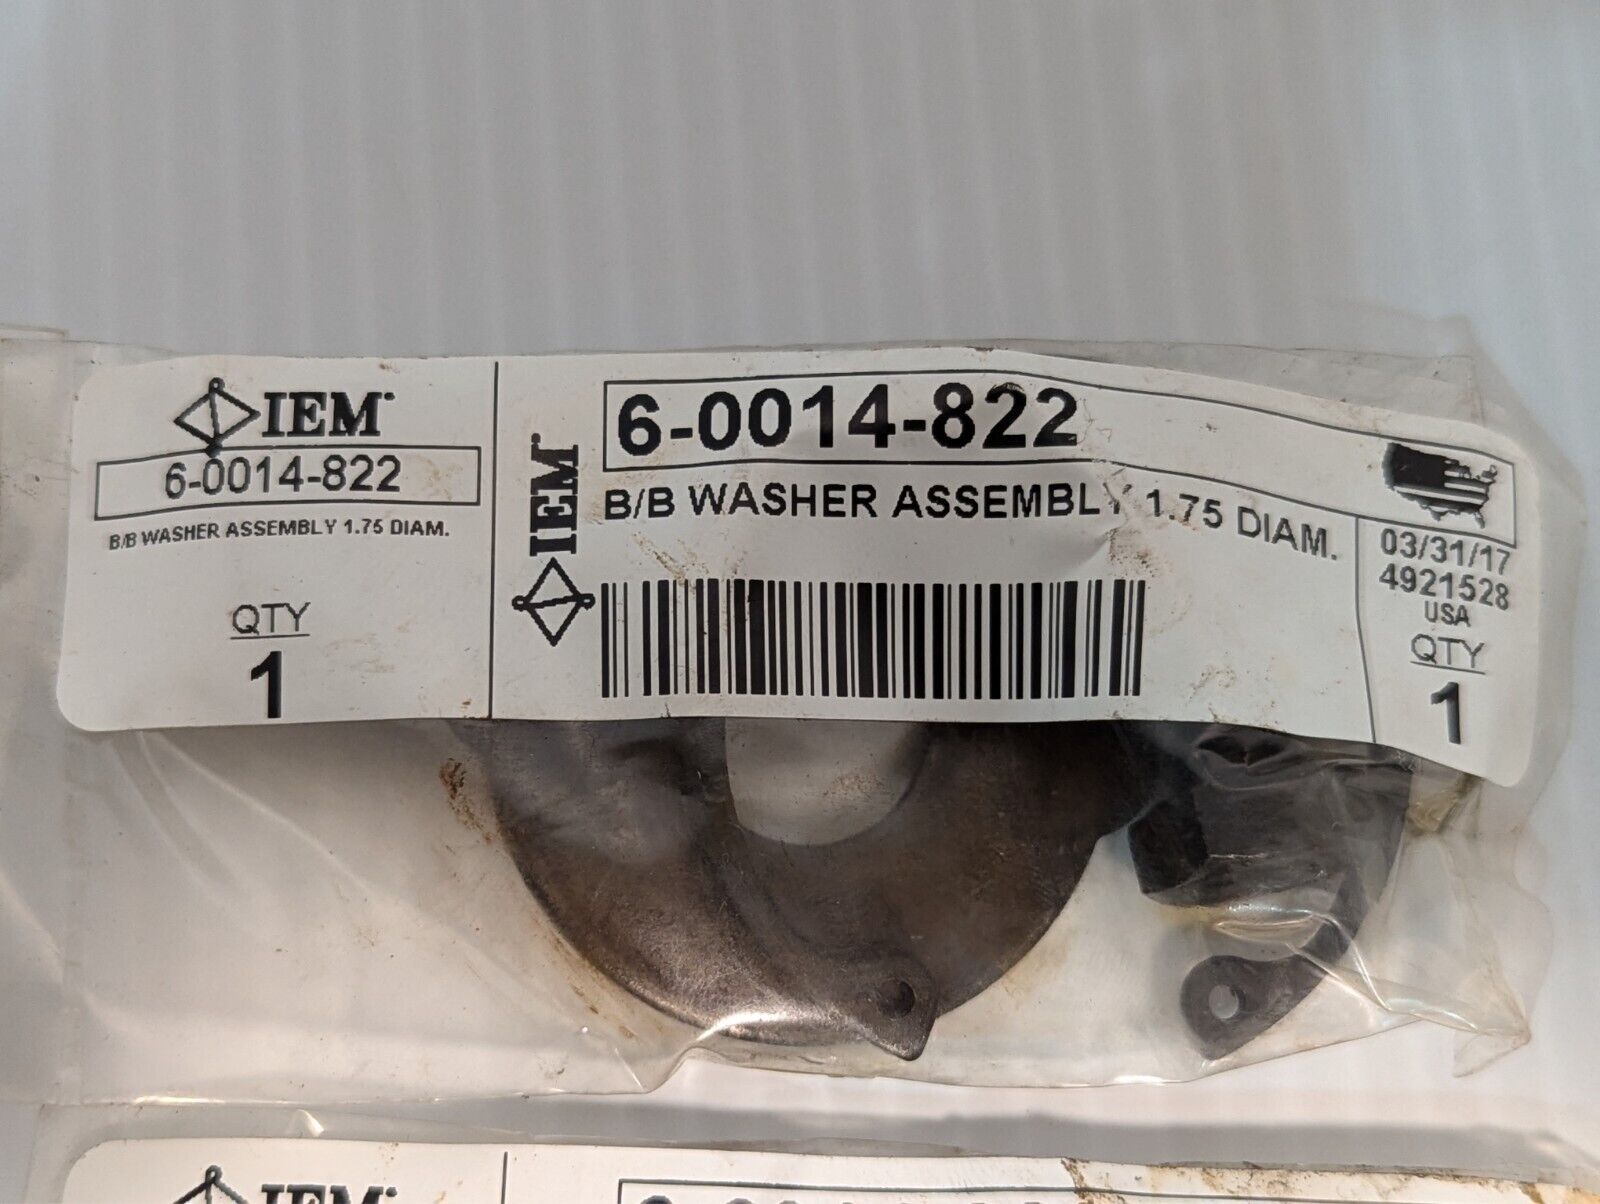 IEM
6-0014-822
B/B WASHER ASSEMBLY 1.75 DIAM.
QTY
1
IEM
6-0014-822
B/B WASHER ASSEMBLY 1.75 DIAM.
03/31/17
4921528
USA
QTY
1
IEM